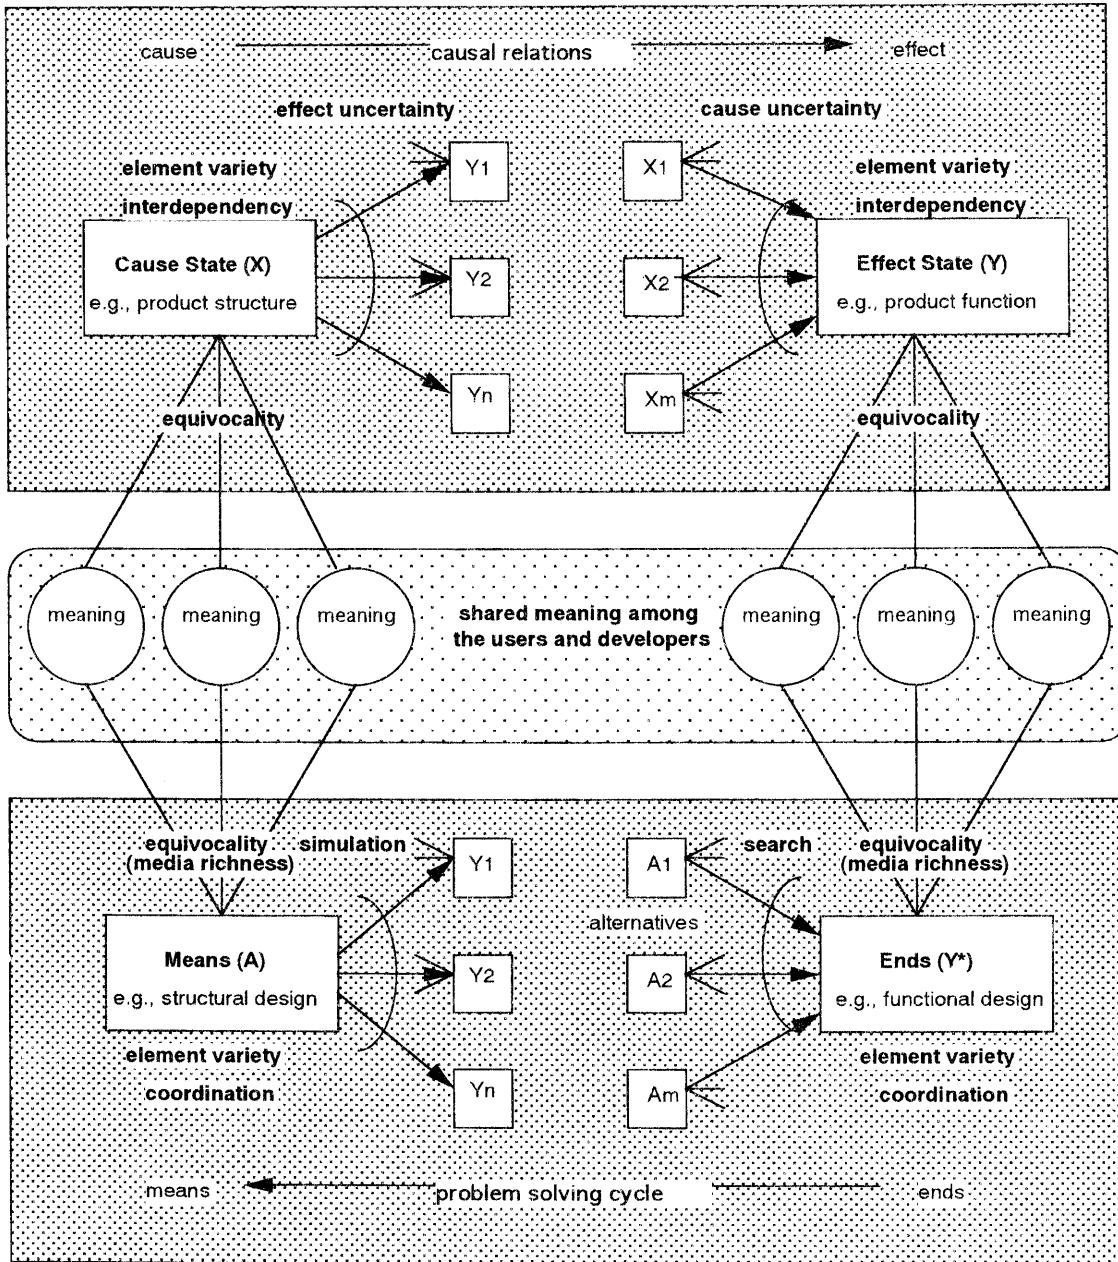 cause causal relations effect
effect uncertainty cause uncertainty
element variety element variety
interdependency interdependency
Y1 X1
Cause State (X) Effect State (Y)
e.g., product structure e.g., product function
Y2 X2
Yn Xm
equivocality equivocality
meaning meaning meaning meaning meaning meaning
shared meaning among
the users and developers
equivocality simulation search equivocality
(media richness) (media richness)
Y1 A1
alternatives
Means (A) Ends (Y*)
e.g., structural design e.g., functional design
Y2 A2
element variety element variety
coordination coordination
Yn Am
means problem solving cycle ends